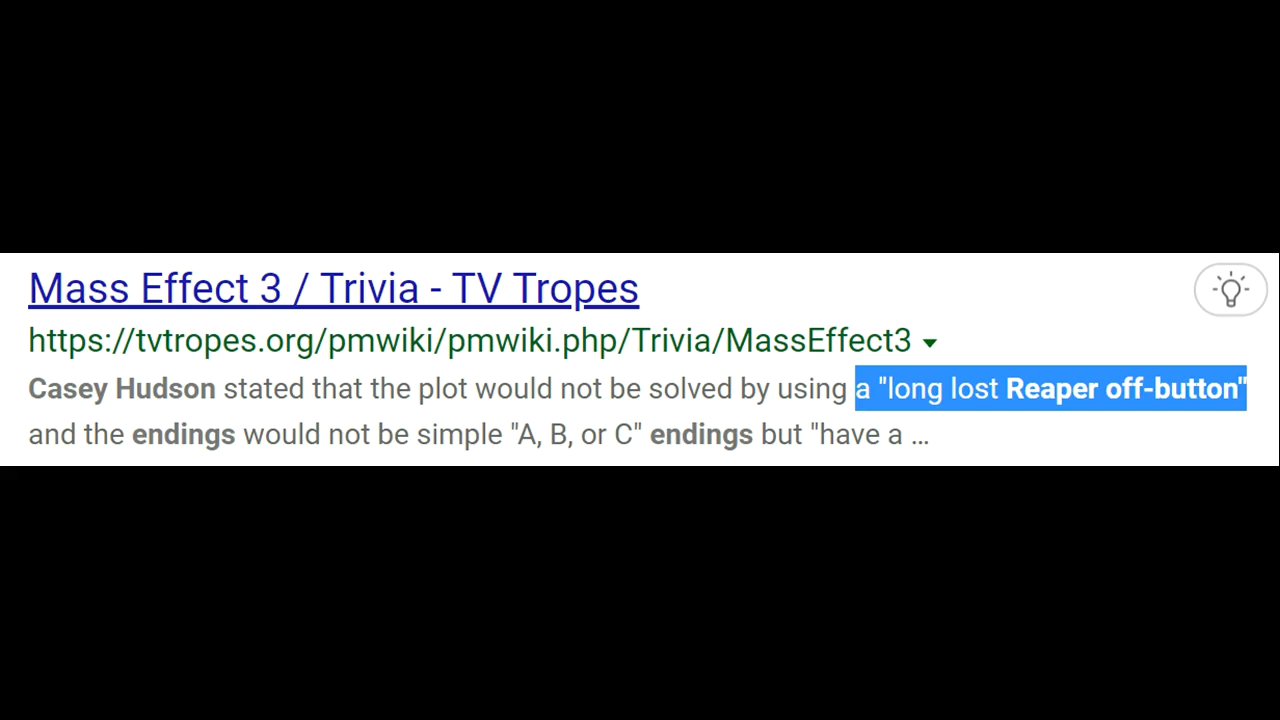 Mass Effect 3 / Trivia - TV Tropes
https://tvtropes.org/pmwiki/pmwiki.php/Trivia/MassEffect3
Casey Hudson stated that the plot would not be solved by using a "long lost Reaper off-button"
and the endings would not be simple "A, B, or C" endings but "have a ...